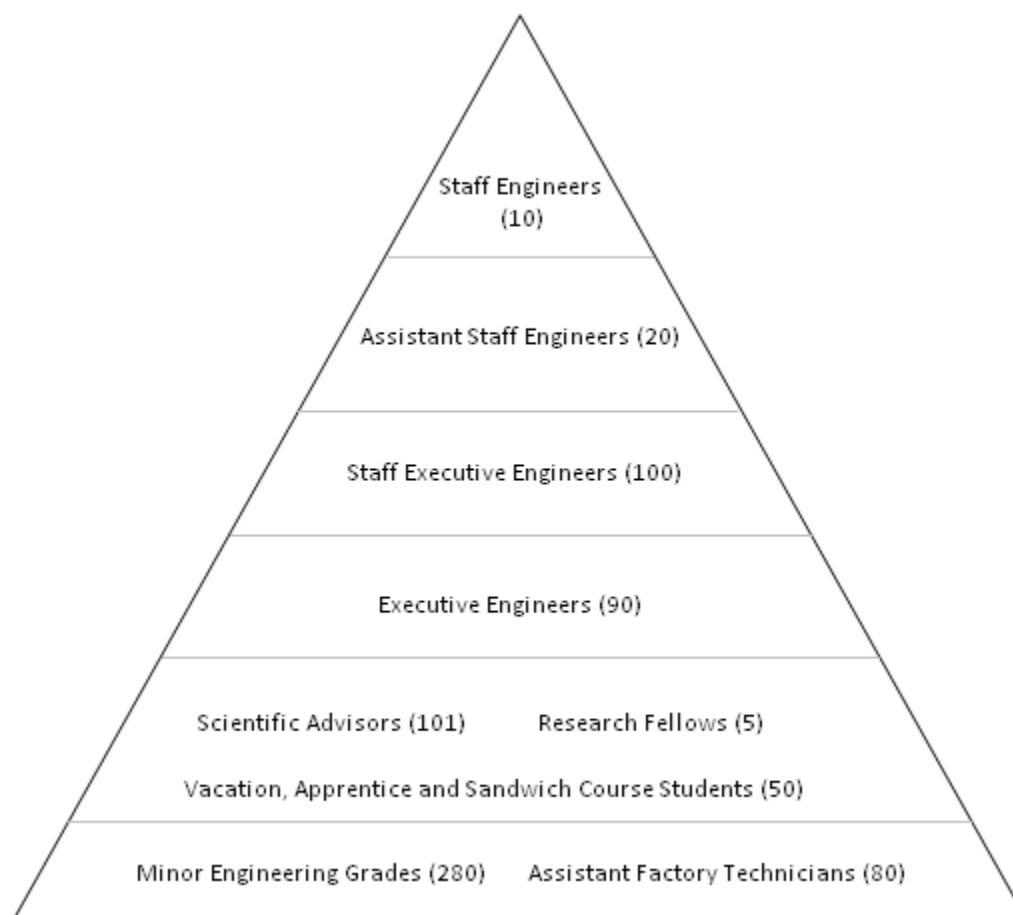 Staff Engineers
(10)
Assistant Staff Engineers (20)
Staff Executive Engineers (100)
Executive Engineers (90)
Scientific Advisors (101) Research Fellows (5)
Vacation, Apprentice and Sandwich Course Students (50)
Minor Engineering Grades (280) Assistant Factory Technicians (80)